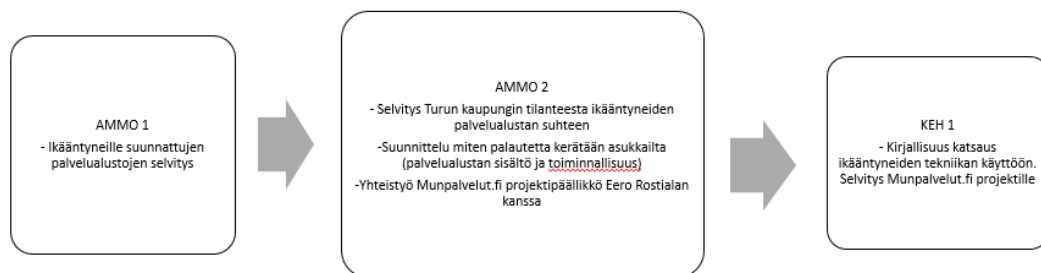 AMMO 1
- Ikääntyneille suunnattujen
palvelualustojen selvitys
AMMO 2
- Selvitys Turun kaupungin tilanteesta ikääntyneiden
palvelualustan suhteen
-Suunnittelu miten palautetta kerätään asukkailta
(palvelualustan sisältö ja toiminnallisuus)
-Yhteistyö Munpalvelut.fi projektipäällikkö Eero Rostialan
kanssa
KEH 1
- Kirjallisuus katsaus
ikääntyneiden tekniikan käyttöön.
Selvitys Munpalvelut.fi projektille